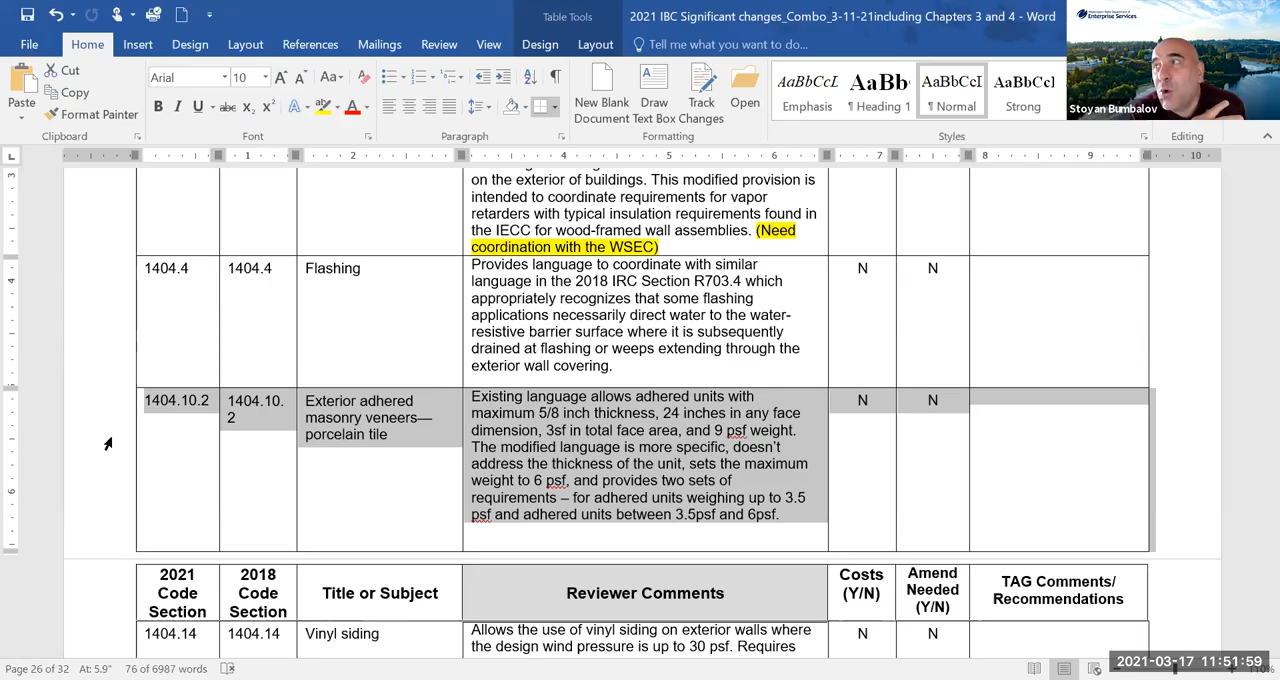 Table Tools
2021 IBC Significant changes_Combo_3-11-21including Chapters 3 and 4 - Word
Enterprise Services
File Home Insert Design Layout References Mailings Review View Design Layout Tell me what you want to do...
Stoyan Bumbalov
Paste
Cut
Copy
Format Painter
Clipboard
Arial 10
Font
Paragraph
New Blank Document
Draw Text Box
Track Changes
Open
Formatting
AaBbCcL AaBb AaBbCcI AaBbCcl
Emphasis ¶ Heading 1 ¶ Normal Strong
Styles
Editing
1 2 4 5 6 7 8 9 10
on the exterior of buildings. This modified provision is
intended to coordinate requirements for vapor
retarders with typical insulation requirements found in
the IECC for wood-framed wall assemblies. (Need
coordination with the WSEC)
1404.4 1404.4 Flashing
Provides language to coordinate with similar
language in the 2018 IRC Section R703.4 which
appropriately recognizes that some flashing
applications necessarily direct water to the water-
resistive barrier surface where it is subsequently
drained at flashing or weeps extending through the
exterior wall covering.
N N
1404.10.2
1404.10.
2
Exterior adhered
masonry veneers—
porcelain tile
Existing language allows adhered units with
maximum 5/8 inch thickness, 24 inches in any face
dimension, 3sf in total face area, and 9 psf weight.
The modified language is more specific, doesn't
address the thickness of the unit, sets the maximum
weight to 6 psf, and provides two sets of
requirements – for adhered units weighing up to 3.5
psf and adhered units between 3.5psf and 6psf.
N N
2021
Code
Section
2018
Code
Section
Title or Subject
Reviewer Comments
Costs
(Y/N)
Amend
Needed
(Y/N)
TAG Comments/
Recommendations
1404.14 1404.14 Vinyl siding
Allows the use of vinyl siding on exterior walls where
the design wind pressure is up to 30 psf. Requires
N N
Page 26 of 32 At: 5.9" 76 of 6987 words
2021-03-17 11:51:59